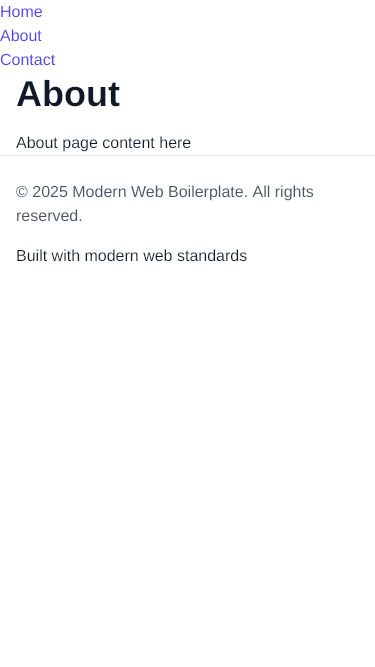 Home
About
Contact
About
About page content here
© 2025 Modern Web Boilerplate. All rights
reserved.
Built with modern web standards